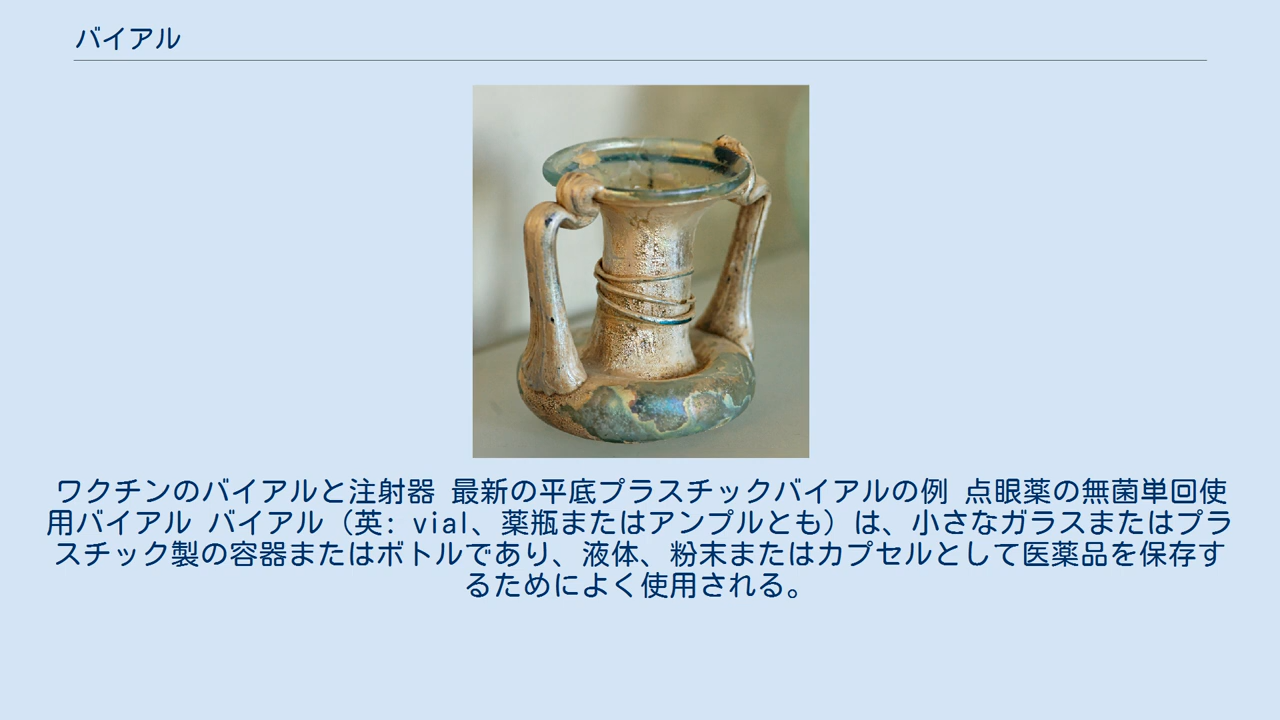 バイアル
ワクチンのバイアルと注射器 最新の平底プラスチックバイアルの例 点眼薬の無菌単回使
用バイアル バイアル（英: vial、薬瓶またはアンプルとも）は、小さなガラスまたはプラ
スチック製の容器またはボトルであり、液体、粉末またはカプセルとして医薬品を保存す
るためによく使用される。